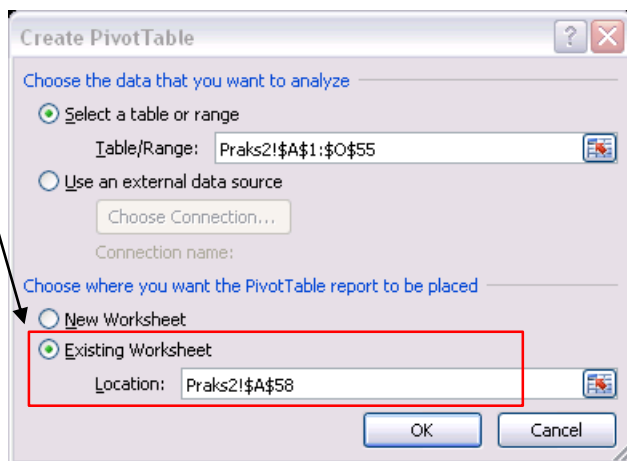 Create PivotTable
Choose the data that you want to analyze
Select a table or range
Table/Range: Praks2!$A$1:$O$55
Use an external data source
Choose Connection...
Connection name:
Choose where you want the PivotTable report to be placed
New Worksheet
Existing Worksheet
Location: Praks2!$A$58
OK Cancel